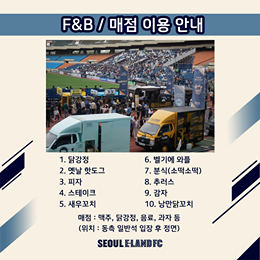 F&B / 매점 이용 안내
1. 닭강정
2. 옛날 핫도그
3. 피자
4. 스테이크
5. 새우꼬치
6. 벨기에 와플
7. 분식(소떡소떡)
8. 추러스
9. 감자
10. 낭만닭꼬치
매점 : 맥주, 닭강정, 음료, 과자 등
(위치 : 동측 일반석 입장 후 정면)
SEOUL E-LAND FC